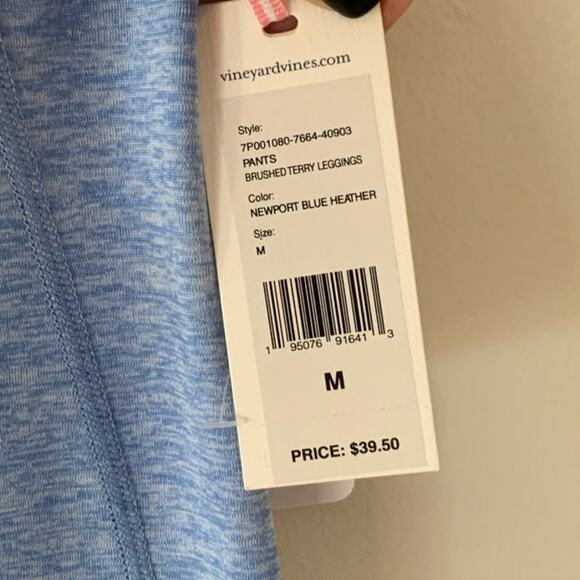 vineyardvines.com
Style:
7P001080-7664-40903
PANTS
BRUSHED TERRY LEGGINGS
Color:
NEWPORT BLUE HEATHER
Size:
M
1 95076 91641 3
M
PRICE: $39.50